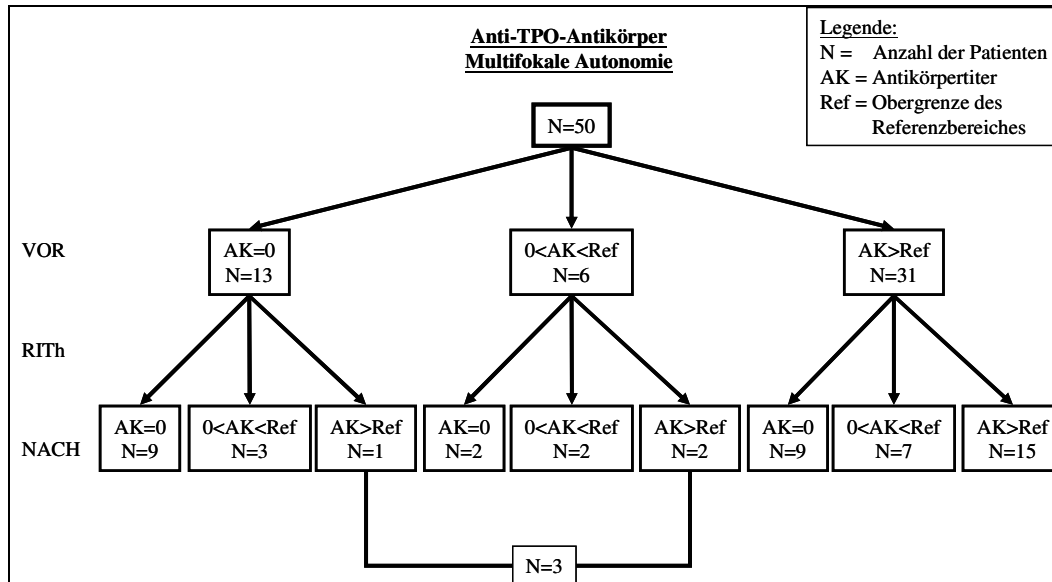 Anti-TPO-Antikörper
Multifokale Autonomie
Legende:
N = Anzahl der Patienten
AK = Antikörpertiter
Ref = Obergrenze des
Referenzbereiches
N=50
VOR
AK=0
N=13
0<AK<Ref
N=6
AK>Ref
N=31
RITh
NACH
AK=0
N=9
0<AK<Ref
N=3
AK>Ref
N=1
AK=0
N=2
0<AK<Ref
N=2
AK>Ref
N=2
AK=0
N=9
0<AK<Ref
N=7
AK>Ref
N=15
N=3